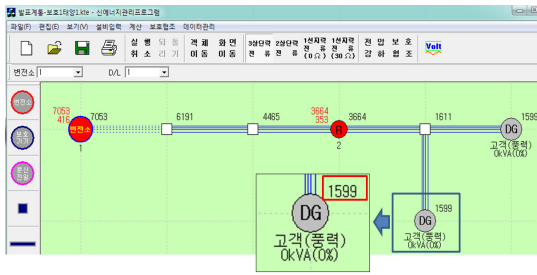 발표계통-보호1태양1.kte - 신에너지관리프로그램
파일(F) 편집(E) 보기(V) 설비입력 계산 보호협조 데이터관리
실 행 취 소
되 돌 리 기
객 체 이 동
화 면 이 동
3상단락 전 류
2상단락 전 류
1선지락 전 류 (0Ω)
1선지락 전 류 (30Ω)
전 압 강 하
보 호 협 조
Volt
변전소 1 D/L 1
변전소
보호 기기
분산 전원
7053
416
변전소
1
7053
6191
4465
3664
353
R
2
3664
1611
DG
1599
고객(풍력)
0kVA(0%)
1599
DG
고객(풍력)
0kVA(0%)
1599
DG
고객(풍력)
0kVA(0%)